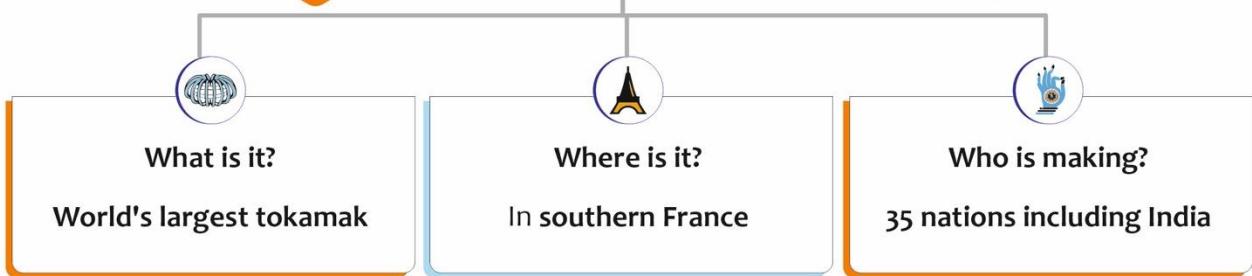 What is it?
World's largest tokamak
Where is it?
In southern France
Who is making?
35 nations including India